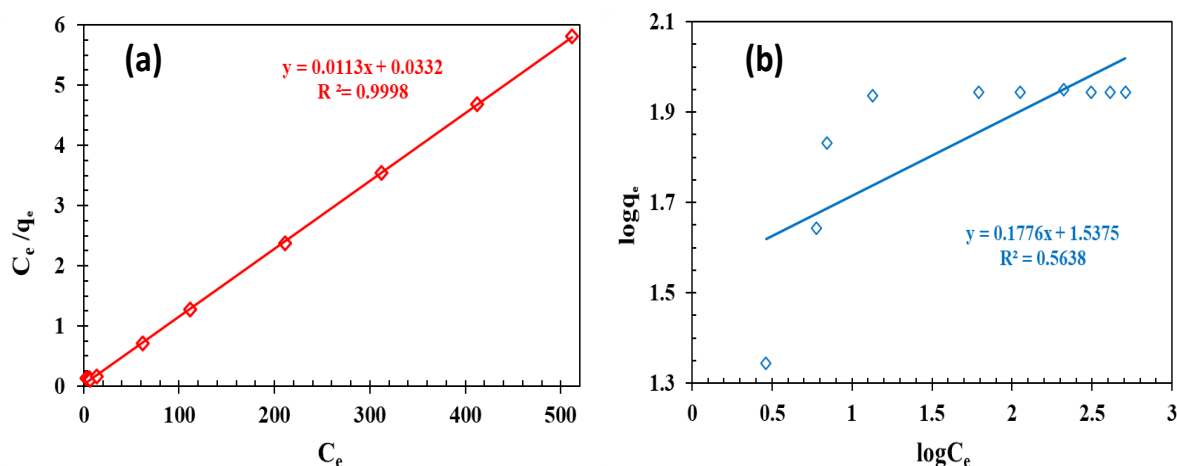 (a)
y = 0.0113x + 0.0332
R ²= 0.9998
6
5
4
3
2
1
0
0 100 200 300 400 500
Cₑ /qₑ
Cₑ
(b)
y = 0.1776x + 1.5375
R² = 0.5638
2.1
1.9
1.7
1.5
1.3
0 0.5 1 1.5 2 2.5 3
logqₑ
logCₑ